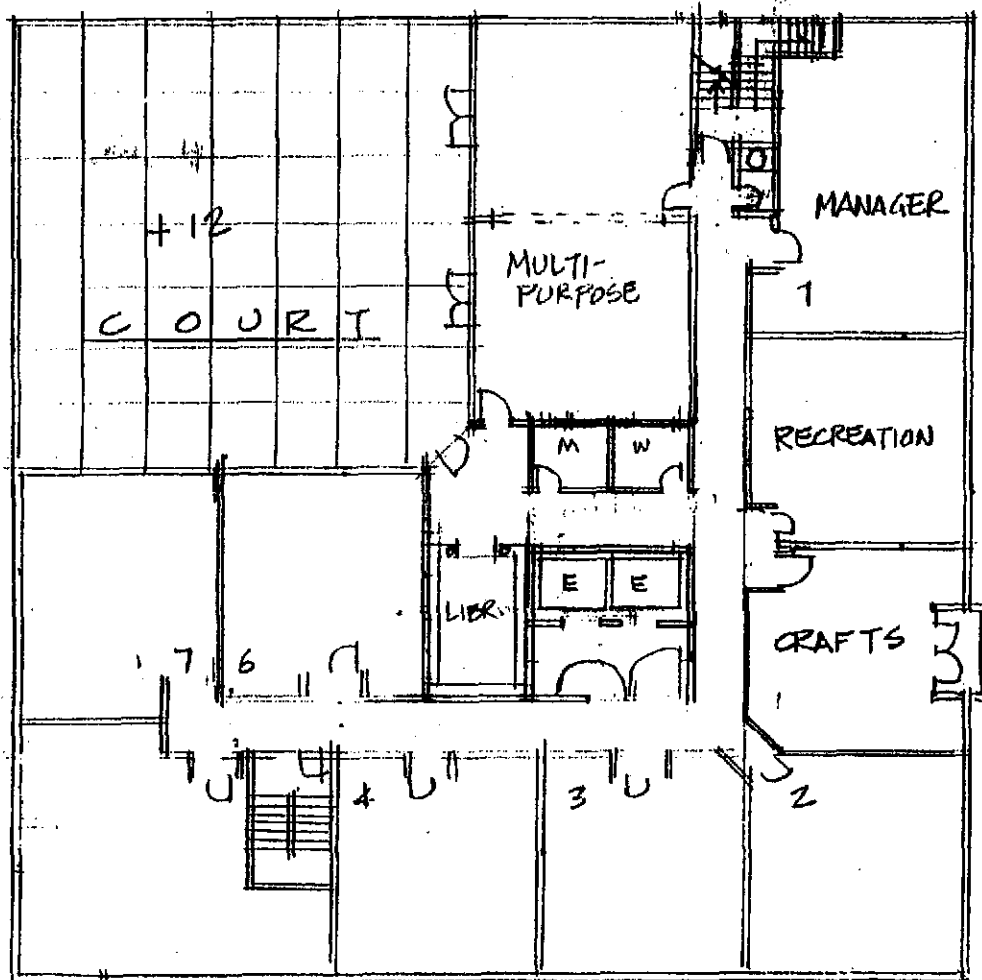 MANAGER
+12
MULTI-
PURPOSE
1
COURT
RECREATION
M W
E E
LIBR.
CRAFTS
7 6
4
3
2